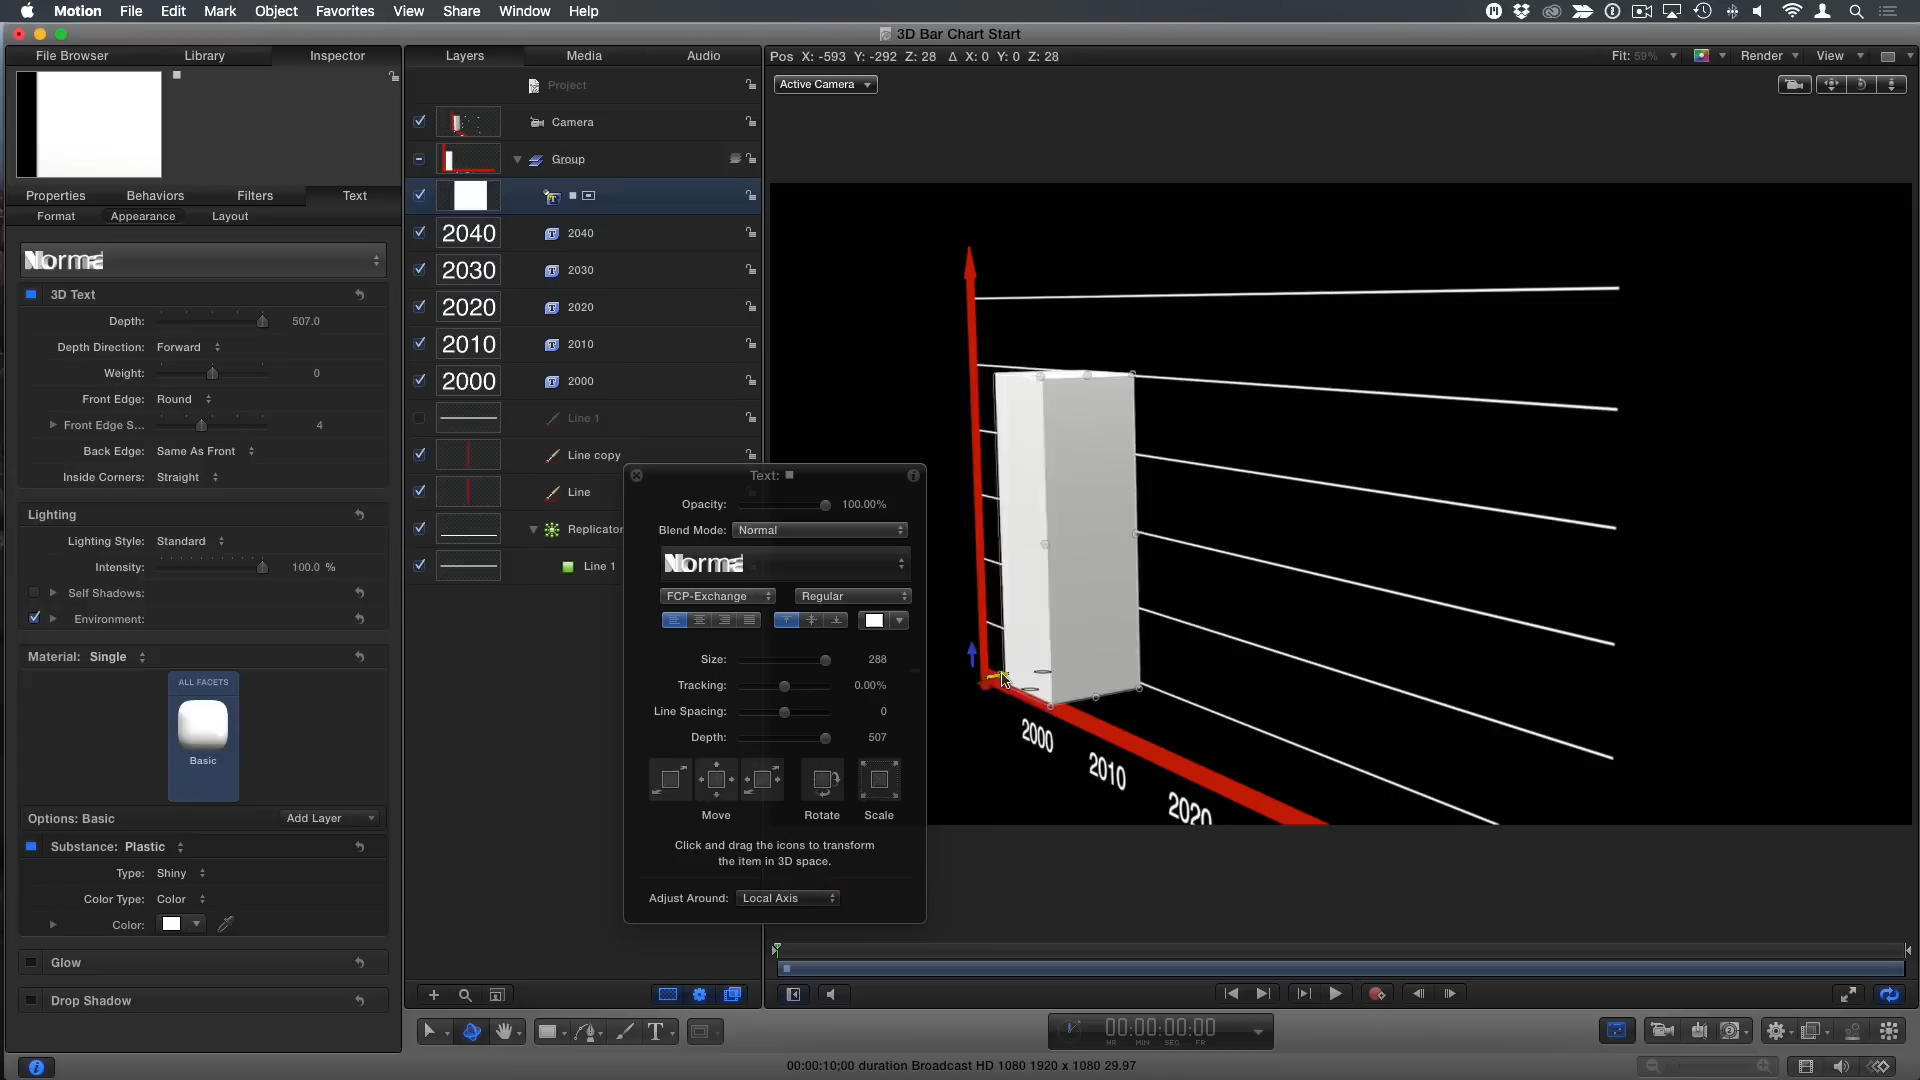 Motion File Edit Mark Object Favorites View Share Window Help
3D Bar Chart Start
File Browser Library Inspector
Layers Media Audio
Pos X: -593 Y: -292 Z: 28 Δ X: 0 Y: 0 Z: 28
Fit: 59% Render View
Active Camera
Project
Camera
Group
2040 2040
2030 2030
2020 2020
2010 2010
2000 2000
Line 1
Line copy
Line
Replicator
Line 1
Properties Behaviors Filters Text
Format Appearance Layout
Norma
3D Text
Depth: 507.0
Depth Direction: Forward
Weight: 0
Front Edge: Round
Front Edge S... 4
Back Edge: Same As Front
Inside Corners: Straight
Lighting
Lighting Style: Standard
Intensity: 100.0 %
Self Shadows:
Environment:
Material: Single
ALL FACETS
Basic
Options: Basic Add Layer
Substance: Plastic
Type: Shiny
Color Type: Color
Color:
Glow
Drop Shadow
Text:
Opacity: 100.00%
Blend Mode: Normal
Norma
FCP-Exchange Regular
Size: 288
Tracking: 0.00%
Line Spacing: 0
Depth: 507
Move Rotate Scale
Click and drag the icons to transform
the item in 3D space.
Adjust Around: Local Axis
2000
2010
2020
T
00:00:00:00
HR MIN SEC FR
00:00:10;00 duration Broadcast HD 1080 1920 x 1080 29.97